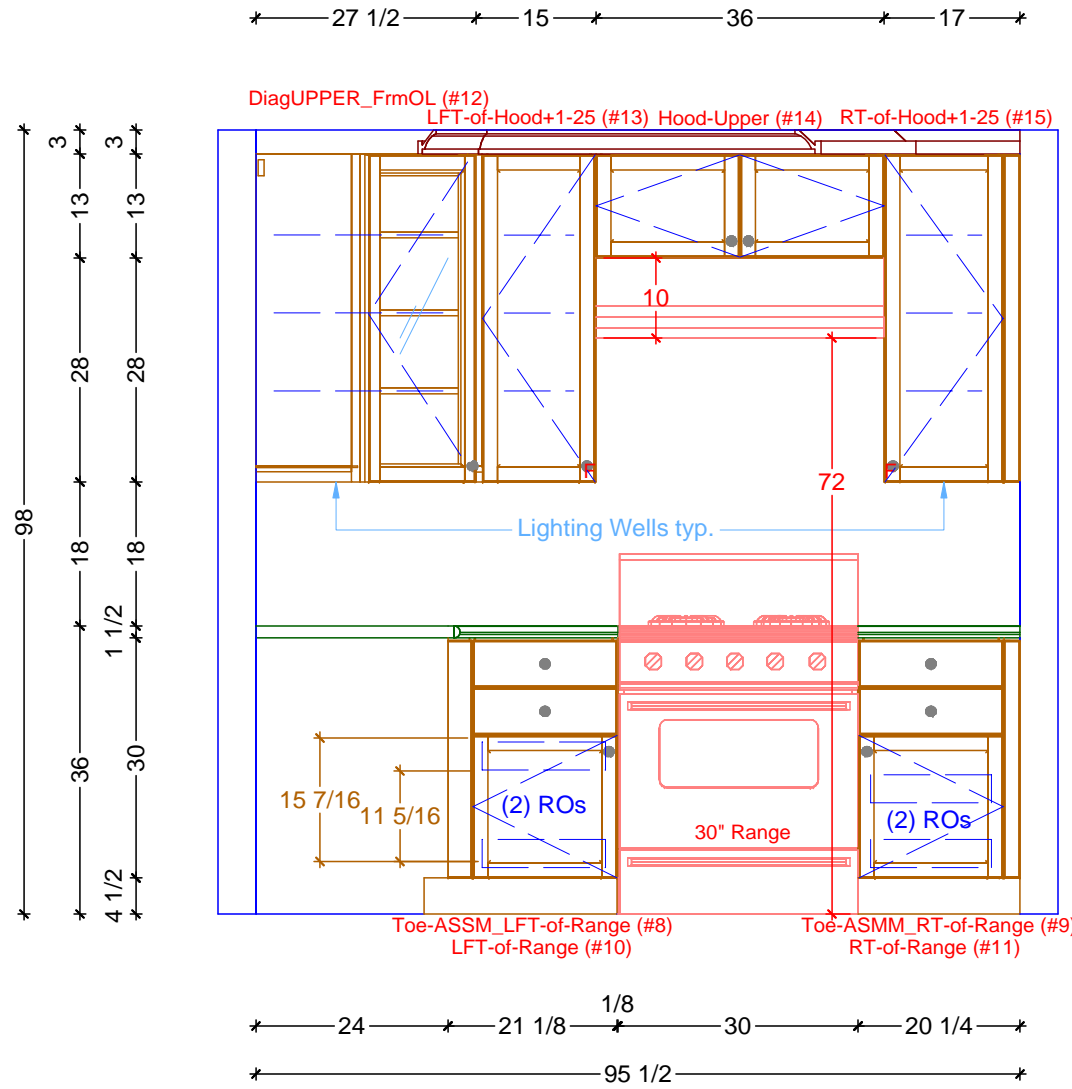 27 1/2 15 36 17
DiagUPPER_FrmOL (#12)
LFT-of-Hood+1-25 (#13) Hood-Upper (#14) RT-of-Hood+1-25 (#15)
3 3
13 13
10
28 28
72
98
Lighting Wells typ.
18 18
1 1/2
36 30
15 7/16
11 5/16
(2) ROs
(2) ROs
30" Range
4 1/2
Toe-ASSM_LFT-of-Range (#8) Toe-ASMM_RT-of-Range (#9)
LFT-of-Range (#10) RT-of-Range (#11)
1/8
24 21 1/8 30 20 1/4
95 1/2